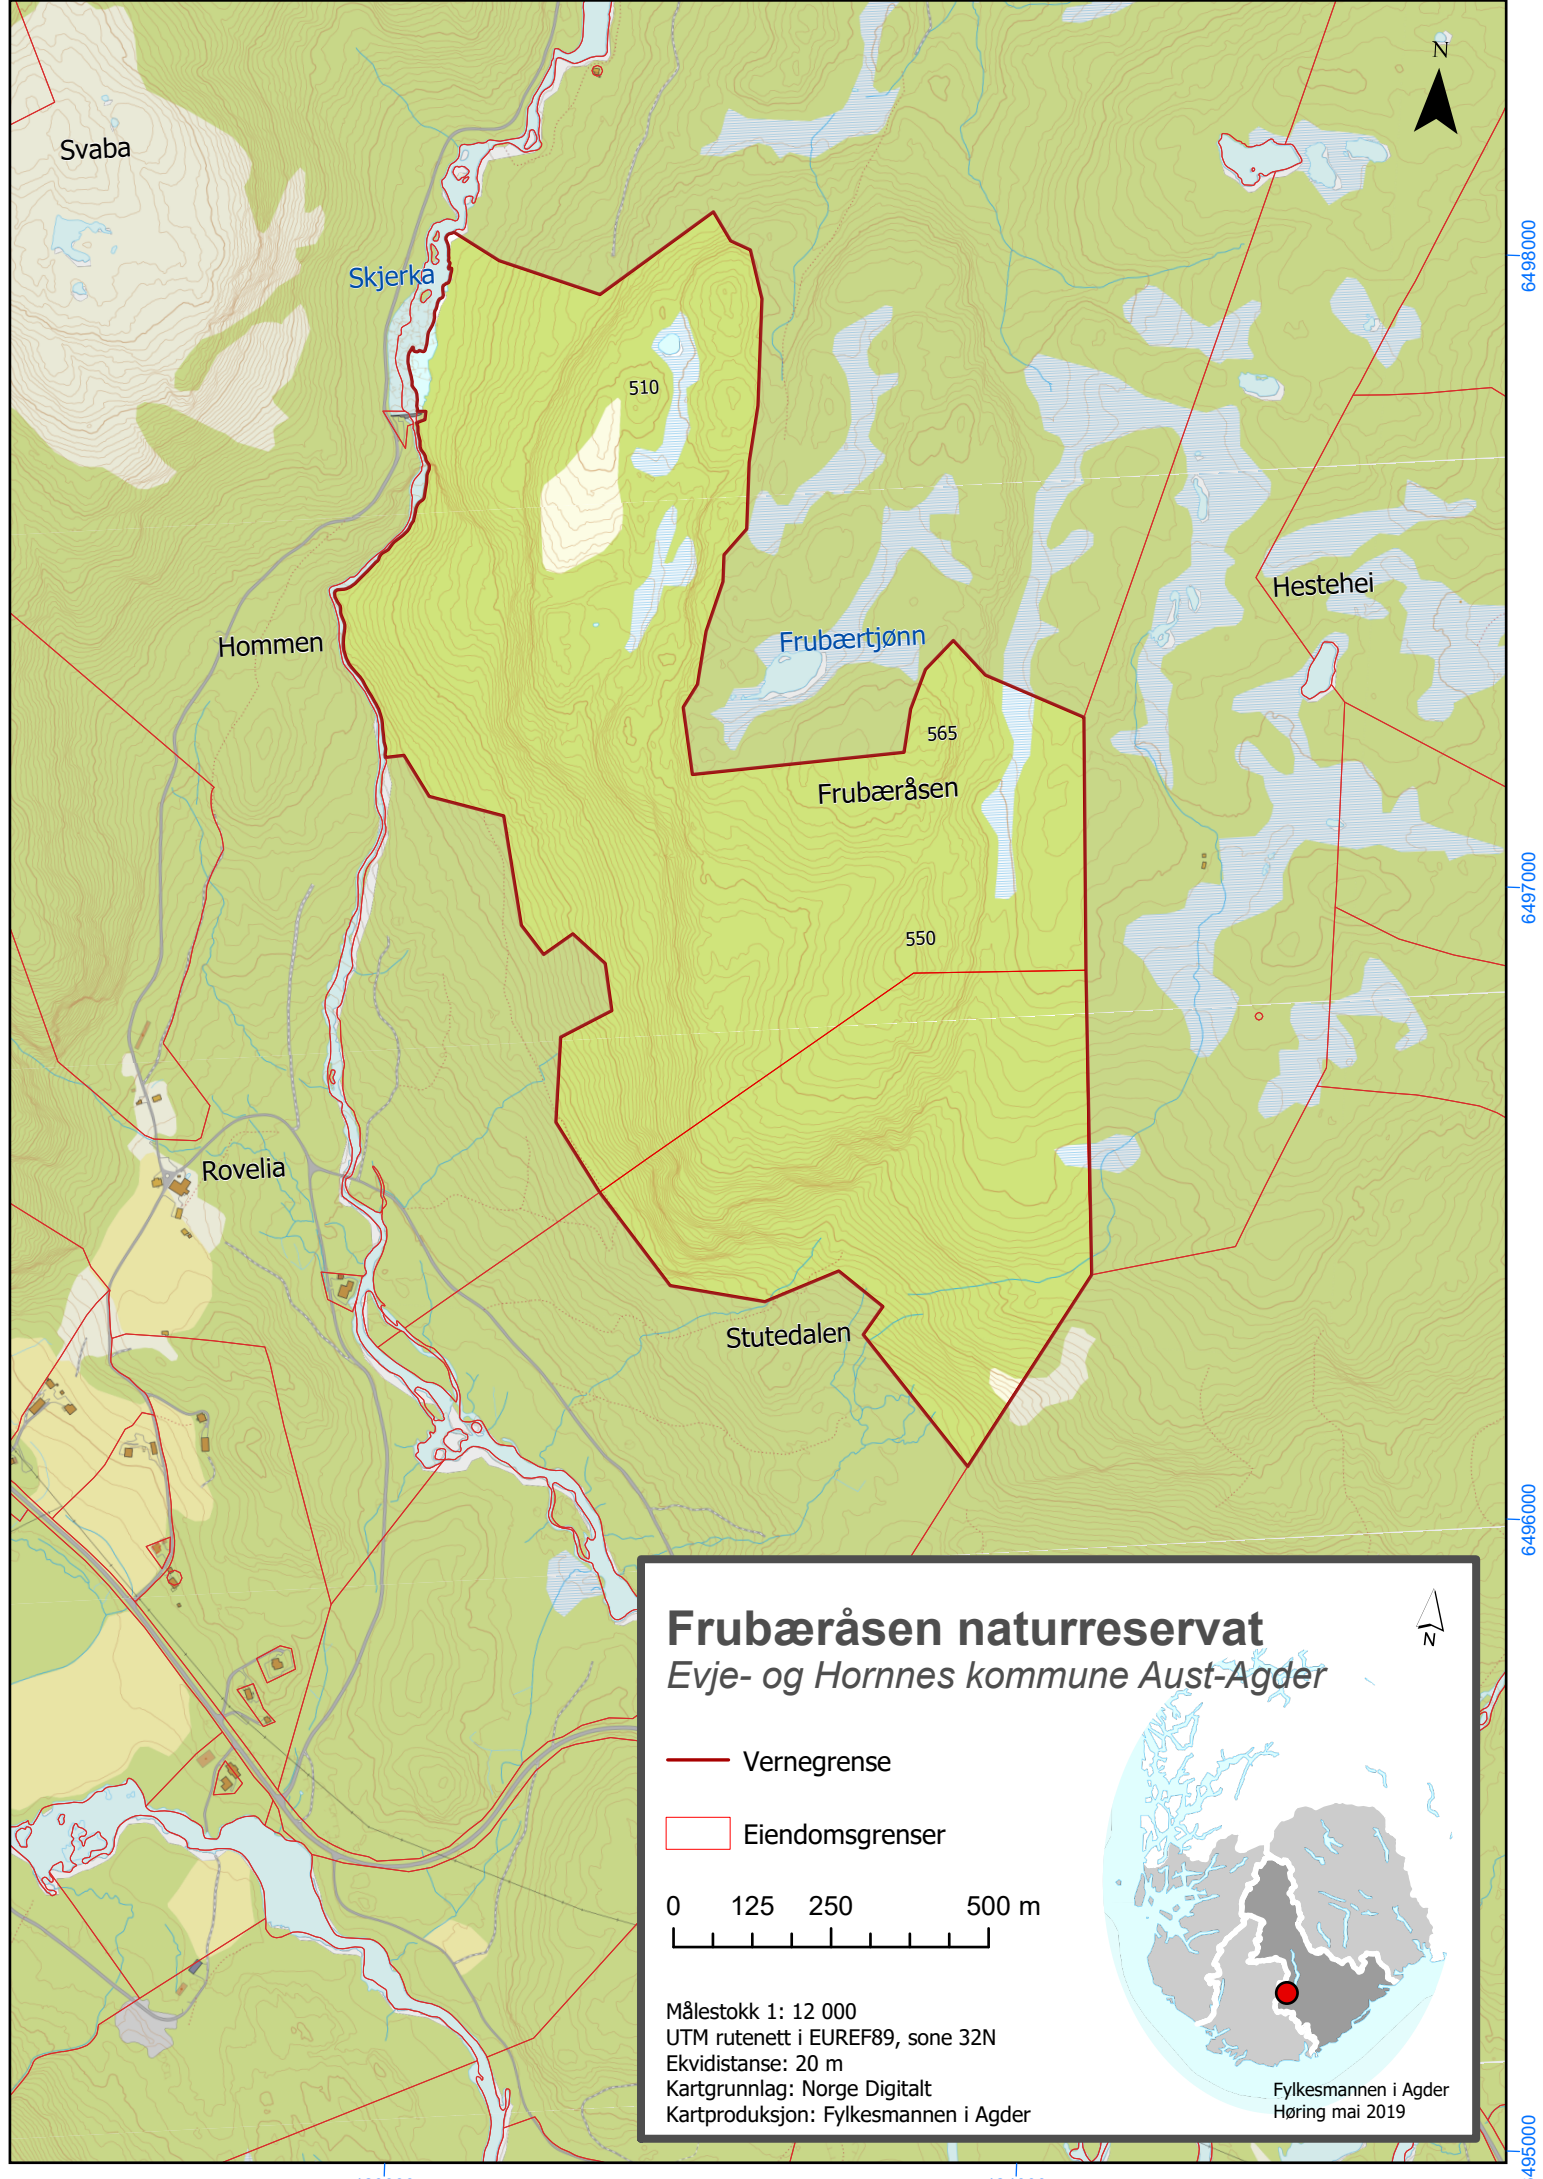 N
Svaba
6498000
Skjerka
510
Hestehei
Frubærtjønn
Hommen
565
Frubæråsen
6497000
550
Rovelia
Stutedalen
6496000
Frubæråsen naturreservat
Evje- og Hornnes kommune Aust-Agder
N
Vernegrense
Eiendomsgrenser
0 125 250 500 m
Målestokk 1: 12 000
UTM rutenett i EUREF89, sone 32N
Ekvidistanse: 20 m
Kartgrunnlag: Norge Digitalt
Kartproduksjon: Fylkesmannen i Agder
Fylkesmannen i Agder
Høring mai 2019